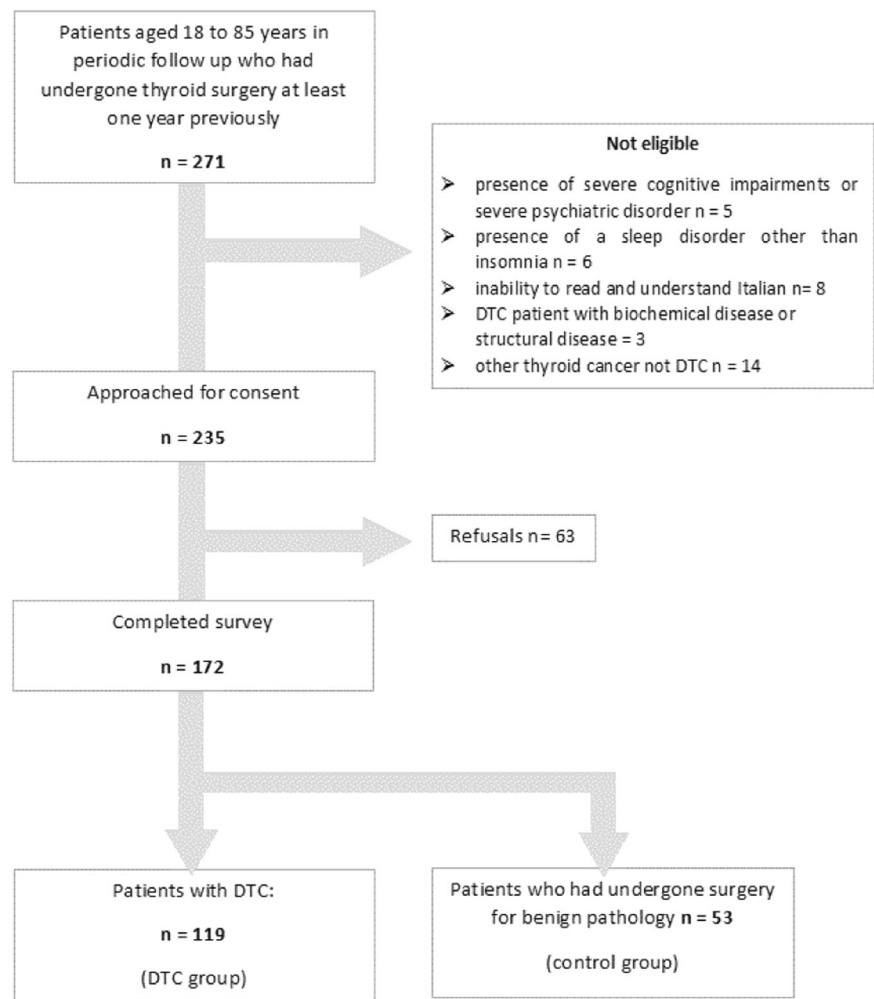 Patients aged 18 to 85 years in
periodic follow up who had
undergone thyroid surgery at least
one year previously
n = 271
Not eligible
➢ presence of severe cognitive impairments or
severe psychiatric disorder n = 5
➢ presence of a sleep disorder other than
insomnia n = 6
➢ inability to read and understand Italian n= 8
➢ DTC patient with biochemical disease or
structural disease = 3
➢ other thyroid cancer not DTC n = 14
Approached for consent
n = 235
Refusals n= 63
Completed survey
n = 172
Patients with DTC:
n = 119
(DTC group)
Patients who had undergone surgery
for benign pathology n = 53
(control group)